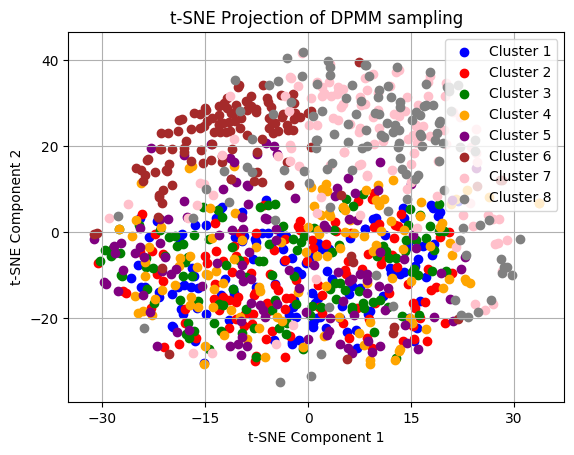 t-SNE Projection of DPMM sampling
Cluster 1
Cluster 2
Cluster 3
Cluster 4
Cluster 5
Cluster 6
Cluster 7
Cluster 8
t-SNE Component 2
40
20
0
−20
−30
−15
0
15
30
t-SNE Component 1